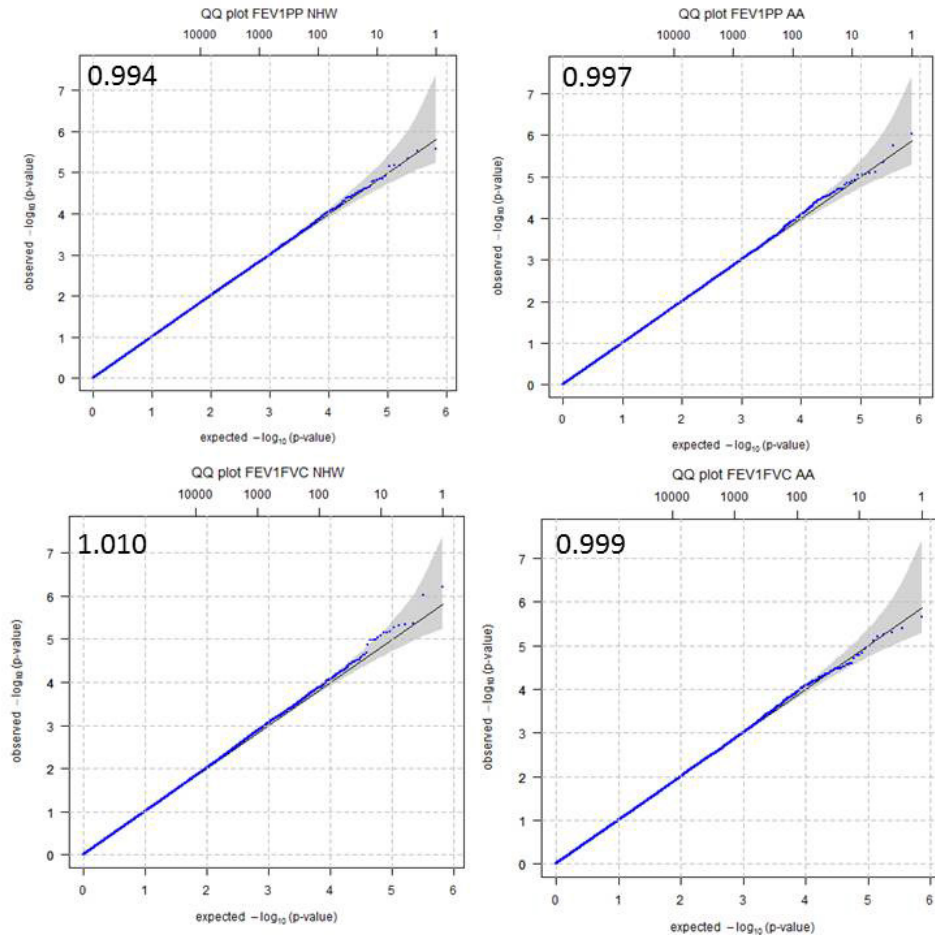 QQ plot FEV1PP NHW
10000 1000 100 10 1
0.994
7
6
5
4
3
2
1
0
observed −log₁₀ (p-value)
0 1 2 3 4 5 6
expected −log₁₀ (p-value)
QQ plot FEV1PP AA
10000 1000 100 10 1
0.997
7
6
5
4
3
2
1
0
observed −log₁₀ (p-value)
0 1 2 3 4 5 6
expected −log₁₀ (p-value)
QQ plot FEV1FVC NHW
10000 1000 100 10 1
1.010
7
6
5
4
3
2
1
0
observed −log₁₀ (p-value)
0 1 2 3 4 5 6
expected −log₁₀ (p-value)
QQ plot FEV1FVC AA
10000 1000 100 10 1
0.999
7
6
5
4
3
2
1
0
observed −log₁₀ (p-value)
0 1 2 3 4 5 6
expected −log₁₀ (p-value)